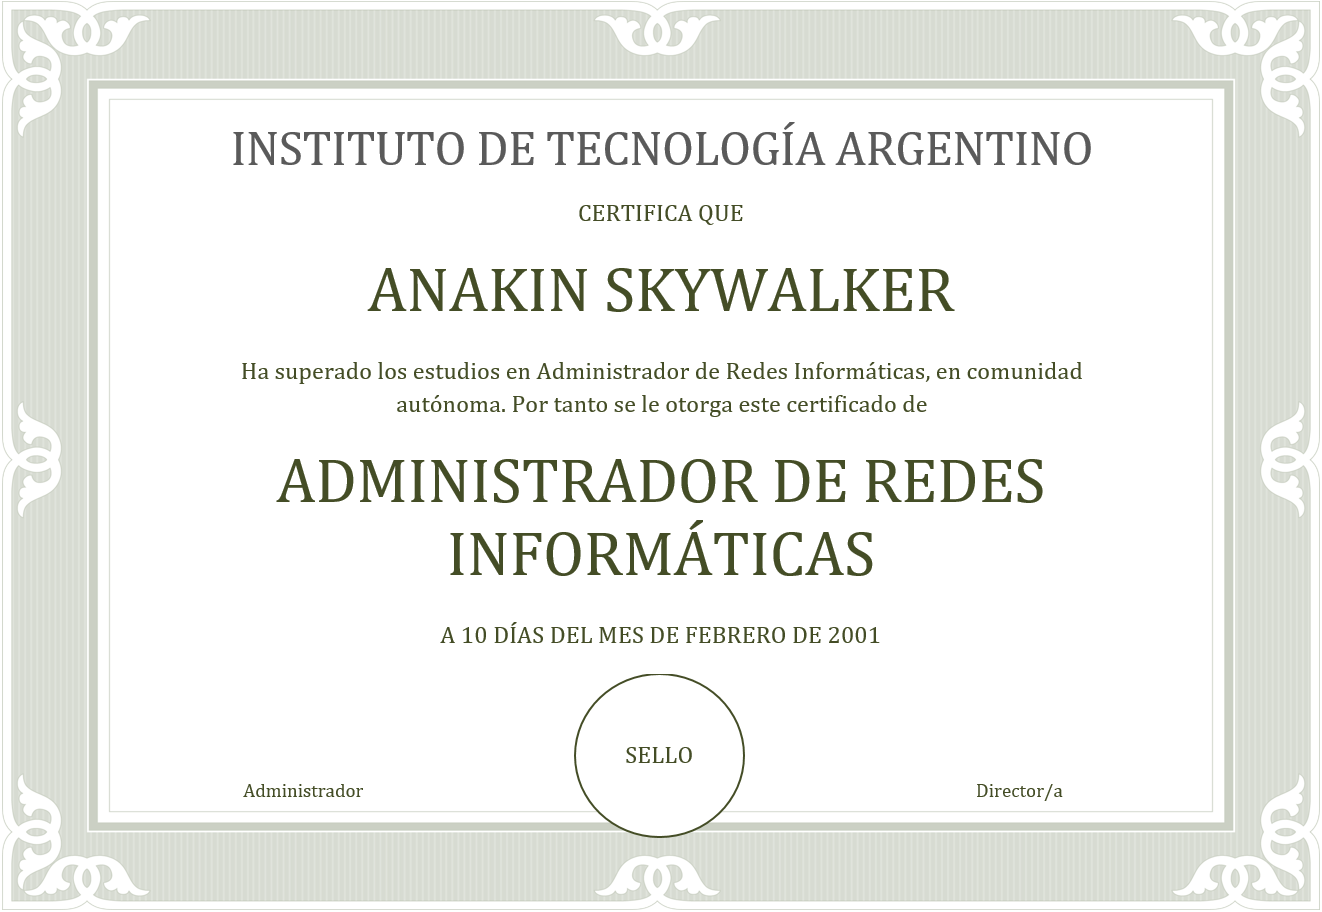 INSTITUTO DE TECNOLOGÍA ARGENTINO
CERTIFICA QUE
ANAKIN SKYWALKER
Ha superado los estudios en Administrador de Redes Informáticas, en comunidad
autónoma. Por tanto se le otorga este certificado de
ADMINISTRADOR DE REDES
INFORMÁTICAS
A 10 DÍAS DEL MES DE FEBRERO DE 2001
SELLO
Administrador
Director/a